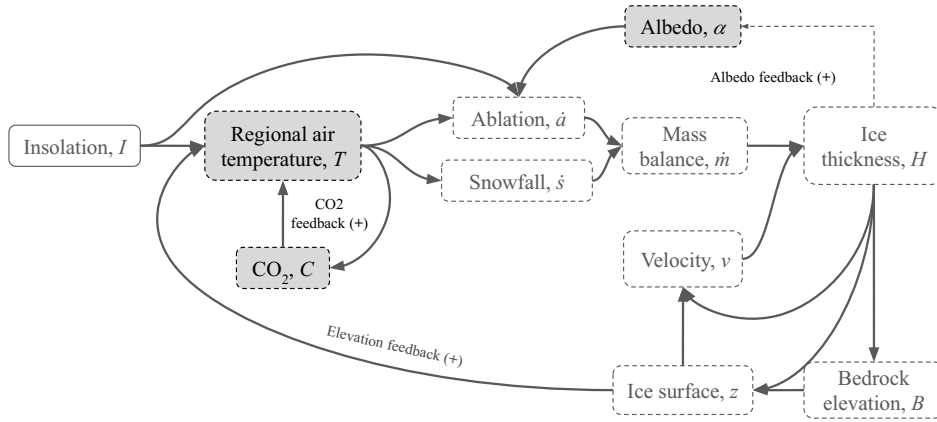 Albedo, α
Albedo feedback (+)
Insolation, I
Regional air
temperature, T
Ablation, ȧ
Snowfall, ṡ
Mass
balance, ṁ
Ice
thickness, H
CO2
feedback (+)
CO₂, C
Velocity, v
Elevation feedback (+)
Ice surface, z
Bedrock
elevation, B